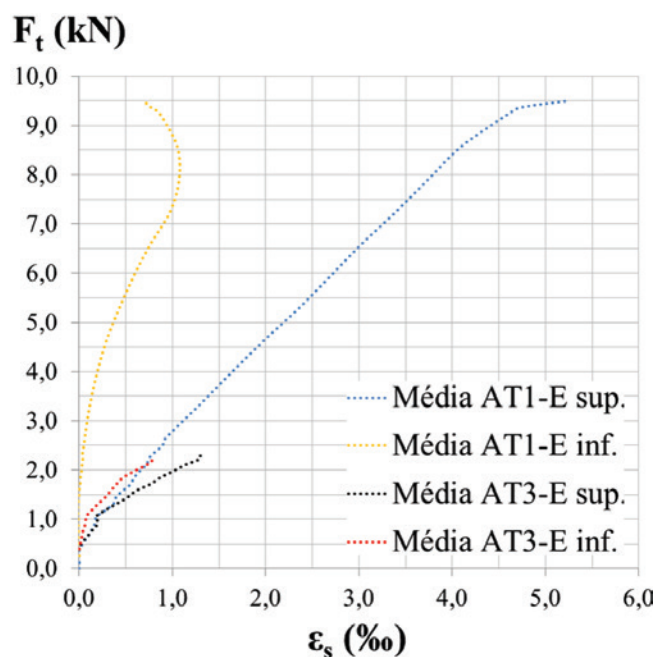 Fₜ (kN)
10,0
9,0
8,0
7,0
6,0
5,0
4,0
3,0
2,0
1,0
0,0
Média AT1-E sup.
Média AT1-E inf.
Média AT3-E sup.
Média AT3-E inf.
0,0 1,0 2,0 3,0 4,0 5,0 6,0
εₛ (‰)